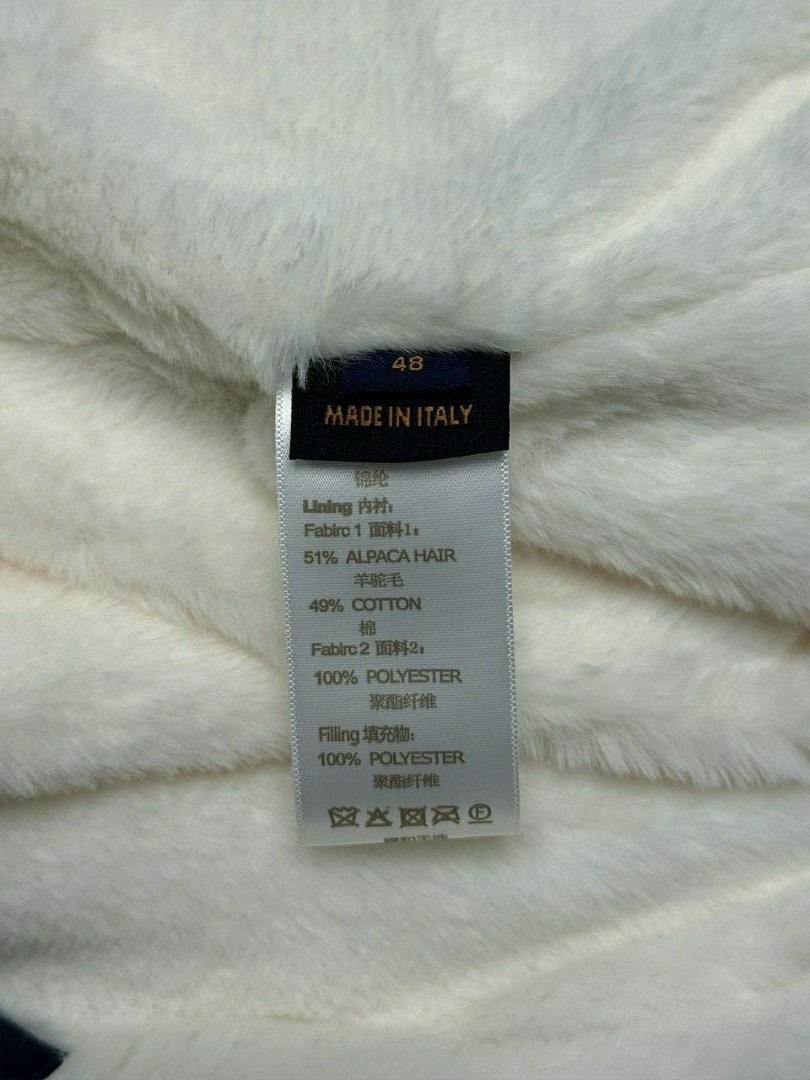 48
MADE IN ITALY
锦纶
Lining 内衬:
Fabirc 1 面料1:
51% ALPACA HAIR
羊驼毛
49% COTTON
棉
Fabirc 2 面料2:
100% POLYESTER
聚酯纤维
Filling 填充物:
100% POLYESTER
聚酯纤维
F